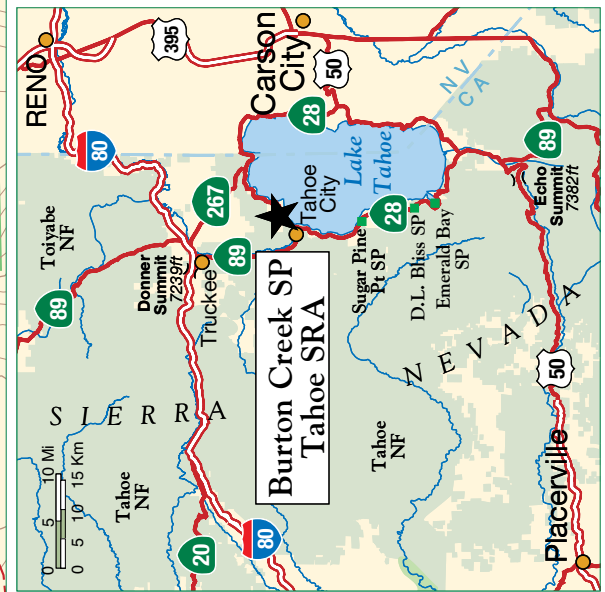 RENO
395
Carson
City
50
80
NV
CA
28
Toiyabe
NF
267
Lake
Tahoe
Tahoe
City
89
Donner
Summit
7239ft
Truckee
89
28
Sugar Pine
Pt SP
D.L. Bliss SP
Emerald Bay
SP
89
Echo
Summit
7382ft
Burton Creek SP
Tahoe SRA
SIERRA
NEVADA
0 5 10 Mi
0 5 10 15 Km
Tahoe
NF
Tahoe
NF
20
80
50
Placerville